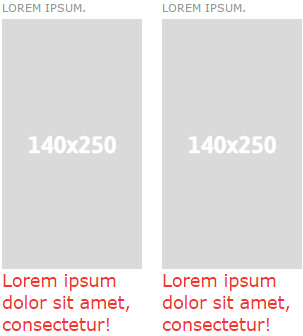 LOREM IPSUM.
140x250
Lorem ipsum
dolor sit amet,
consectetur!
LOREM IPSUM.
140x250
Lorem ipsum
dolor sit amet,
consectetur!